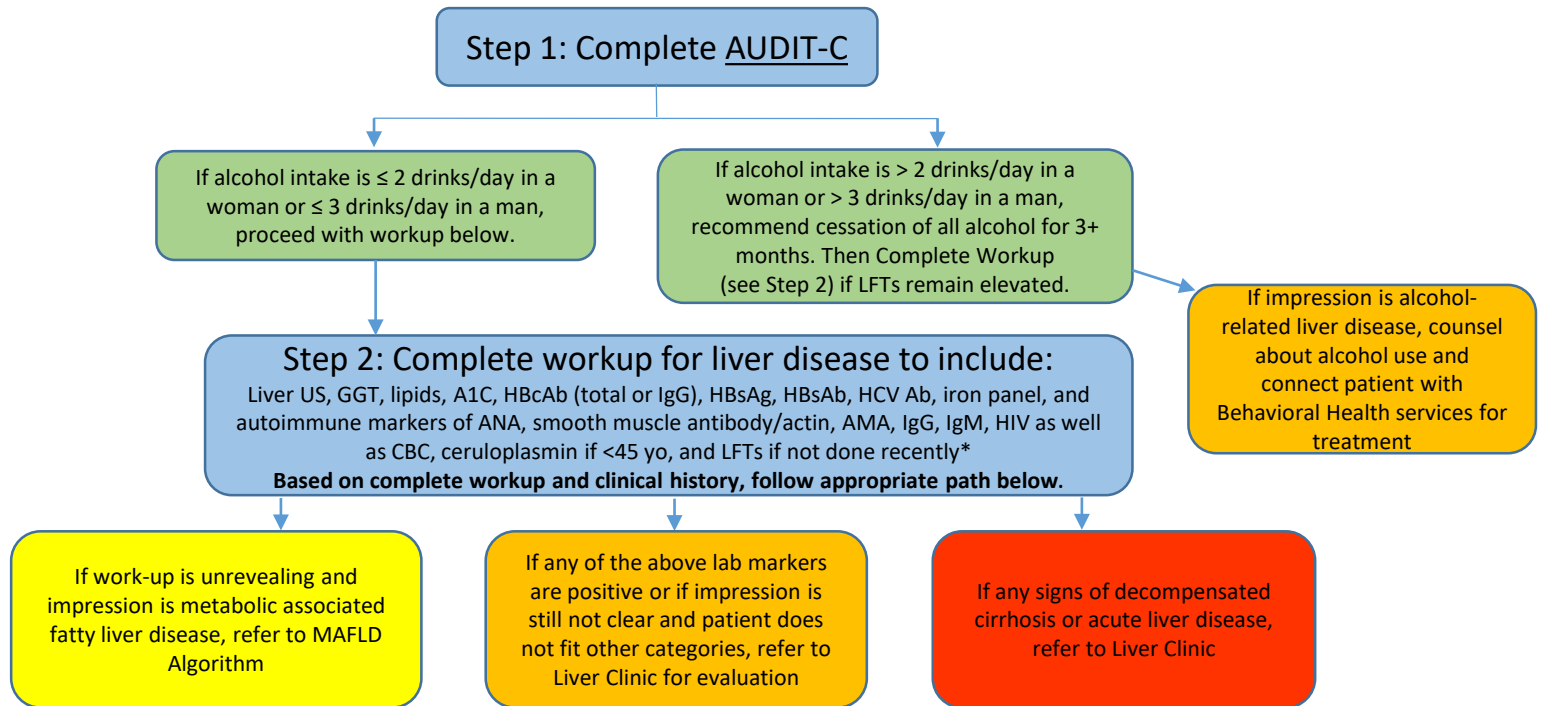 Step 1: Complete AUDIT-C
If alcohol intake is ≤ 2 drinks/day in a
woman or ≤ 3 drinks/day in a man,
proceed with workup below.
If alcohol intake is > 2 drinks/day in a
woman or > 3 drinks/day in a man,
recommend cessation of all alcohol for 3+
months. Then Complete Workup
(see Step 2) if LFTs remain elevated.
If impression is alcohol-
related liver disease, counsel
about alcohol use and
connect patient with
Behavioral Health services for
treatment
Step 2: Complete workup for liver disease to include:
Liver US, GGT, lipids, A1C, HBcAb (total or IgG), HBsAg, HBsAb, HCV Ab, iron panel, and
autoimmune markers of ANA, smooth muscle antibody/actin, AMA, IgG, IgM, HIV as well
as CBC, ceruloplasmin if <45 yo, and LFTs if not done recently*
Based on complete workup and clinical history, follow appropriate path below.
If work-up is unrevealing and
impression is metabolic associated
fatty liver disease, refer to MAFLD
Algorithm
If any of the above lab markers
are positive or if impression is
still not clear and patient does
not fit other categories, refer to
Liver Clinic for evaluation
If any signs of decompensated
cirrhosis or acute liver disease,
refer to Liver Clinic